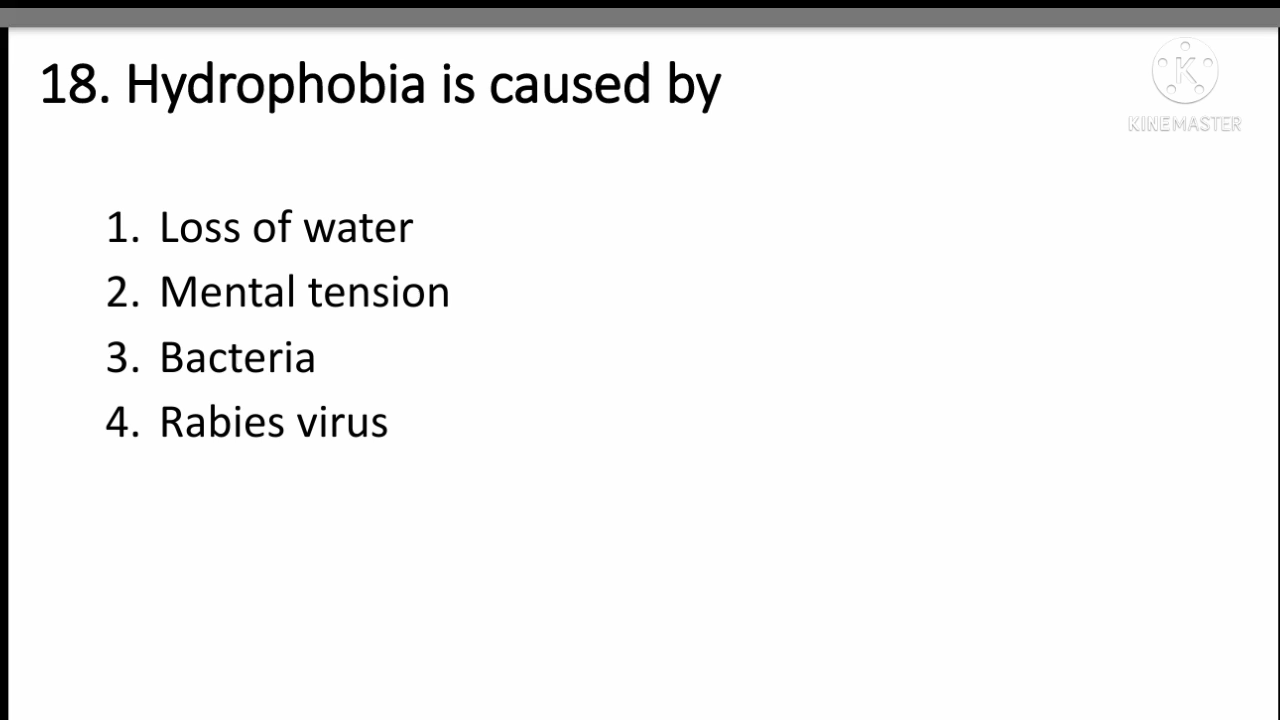 18. Hydrophobia is caused by
KINEMASTER
1. Loss of water
2. Mental tension
3. Bacteria
4. Rabies virus